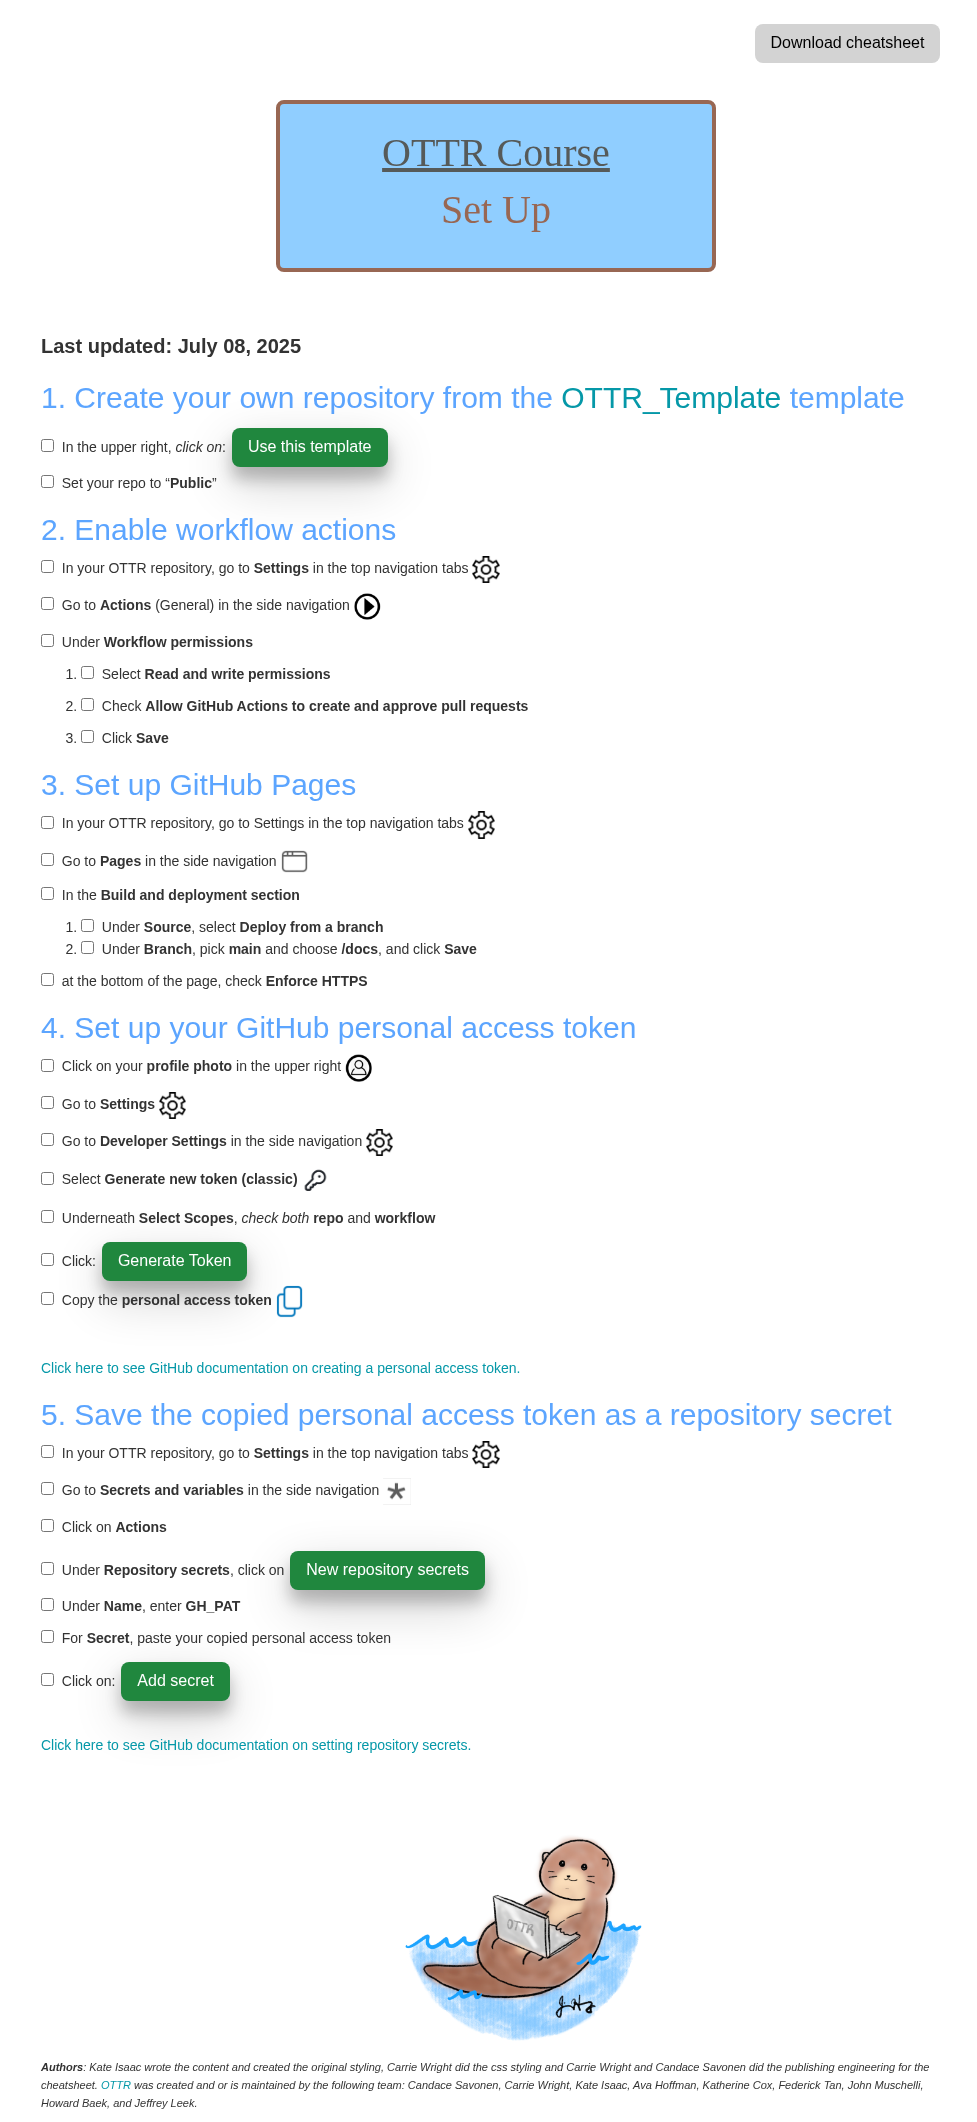 Download cheatsheet
OTTR Course
Set Up
Last updated: July 08, 2025
1. Create your own repository from the OTTR_Template template
In the upper right, click on: Use this template
Set your repo to “Public”
2. Enable workflow actions
In your OTTR repository, go to Settings in the top navigation tabs
Go to Actions (General) in the side navigation
Under Workflow permissions
1. Select Read and write permissions
2. Check Allow GitHub Actions to create and approve pull requests
3. Click Save
3. Set up GitHub Pages
In your OTTR repository, go to Settings in the top navigation tabs
Go to Pages in the side navigation
In the Build and deployment section
1. Under Source, select Deploy from a branch
2. Under Branch, pick main and choose /docs, and click Save
at the bottom of the page, check Enforce HTTPS
4. Set up your GitHub personal access token
Click on your profile photo in the upper right
Go to Settings
Go to Developer Settings in the side navigation
Select Generate new token (classic)
Underneath Select Scopes, check both repo and workflow
Click: Generate Token
Copy the personal access token
Click here to see GitHub documentation on creating a personal access token.
5. Save the copied personal access token as a repository secret
In your OTTR repository, go to Settings in the top navigation tabs
Go to Secrets and variables in the side navigation
Click on Actions
Under Repository secrets, click on New repository secrets
Under Name, enter GH_PAT
For Secret, paste your copied personal access token
Click on: Add secret
Click here to see GitHub documentation on setting repository secrets.
OTTR
Authors: Kate Isaac wrote the content and created the original styling, Carrie Wright did the css styling and Carrie Wright and Candace Savonen did the publishing engineering for the
cheatsheet. OTTR was created and or is maintained by the following team: Candace Savonen, Carrie Wright, Kate Isaac, Ava Hoffman, Katherine Cox, Federick Tan, John Muschelli,
Howard Baek, and Jeffrey Leek.